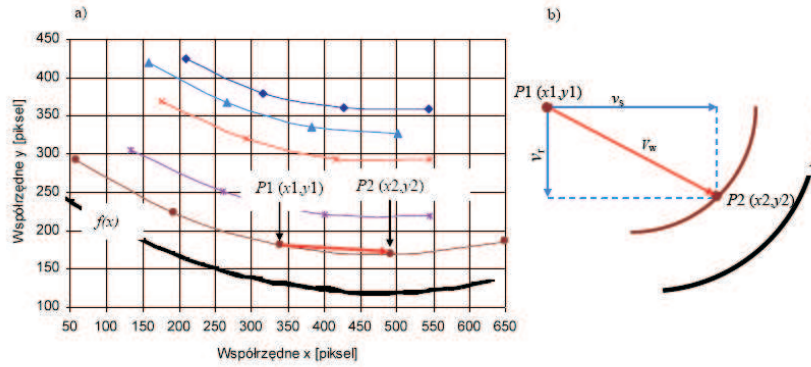 a)
450
400
350
300
250
200
150
100
Współrzędne y [piksel]
f(x)
P1 (x1,y1)
P2 (x2,y2)
50 100 150 200 250 300 350 400 450 500 550 600 650
Współrzędne x [piksel]
b)
P1 (x1,y1)
vs
vr
Vw
P2 (x2,y2)